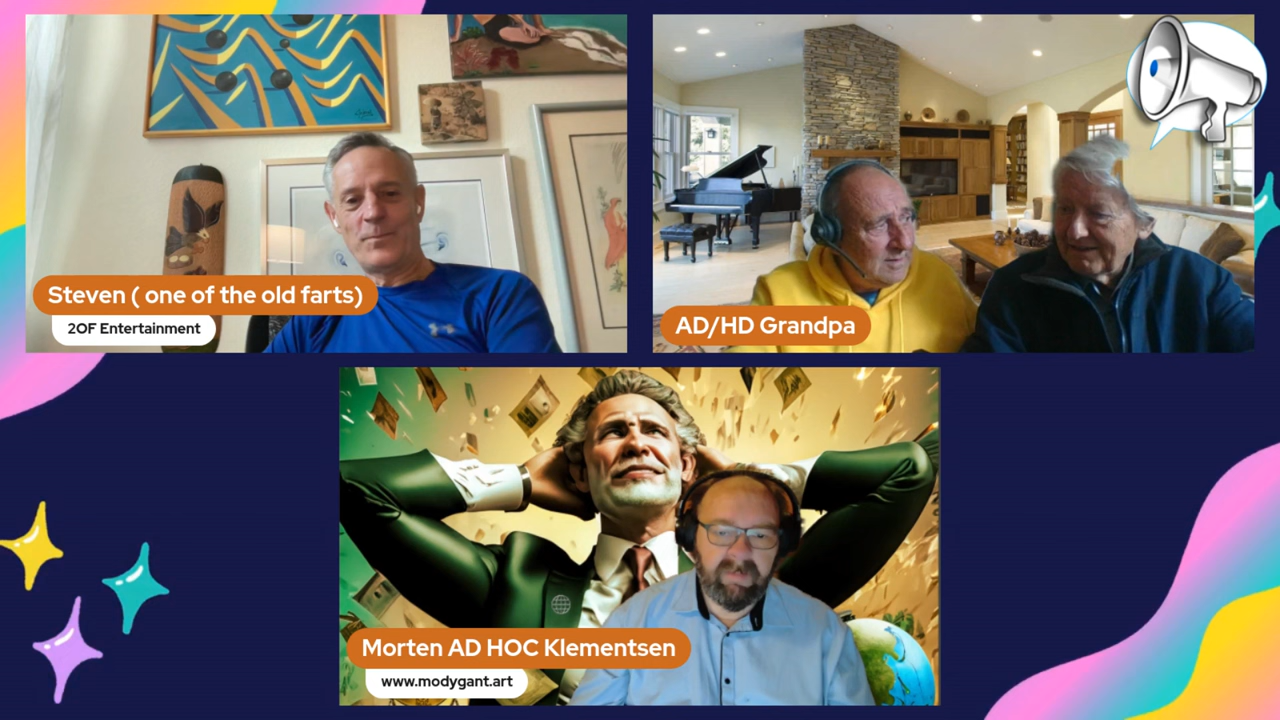 Steven ( one of the old farts)
2OF Entertainment
AD/HD Grandpa
Morten AD HOC Klementsen
www.modygant.art